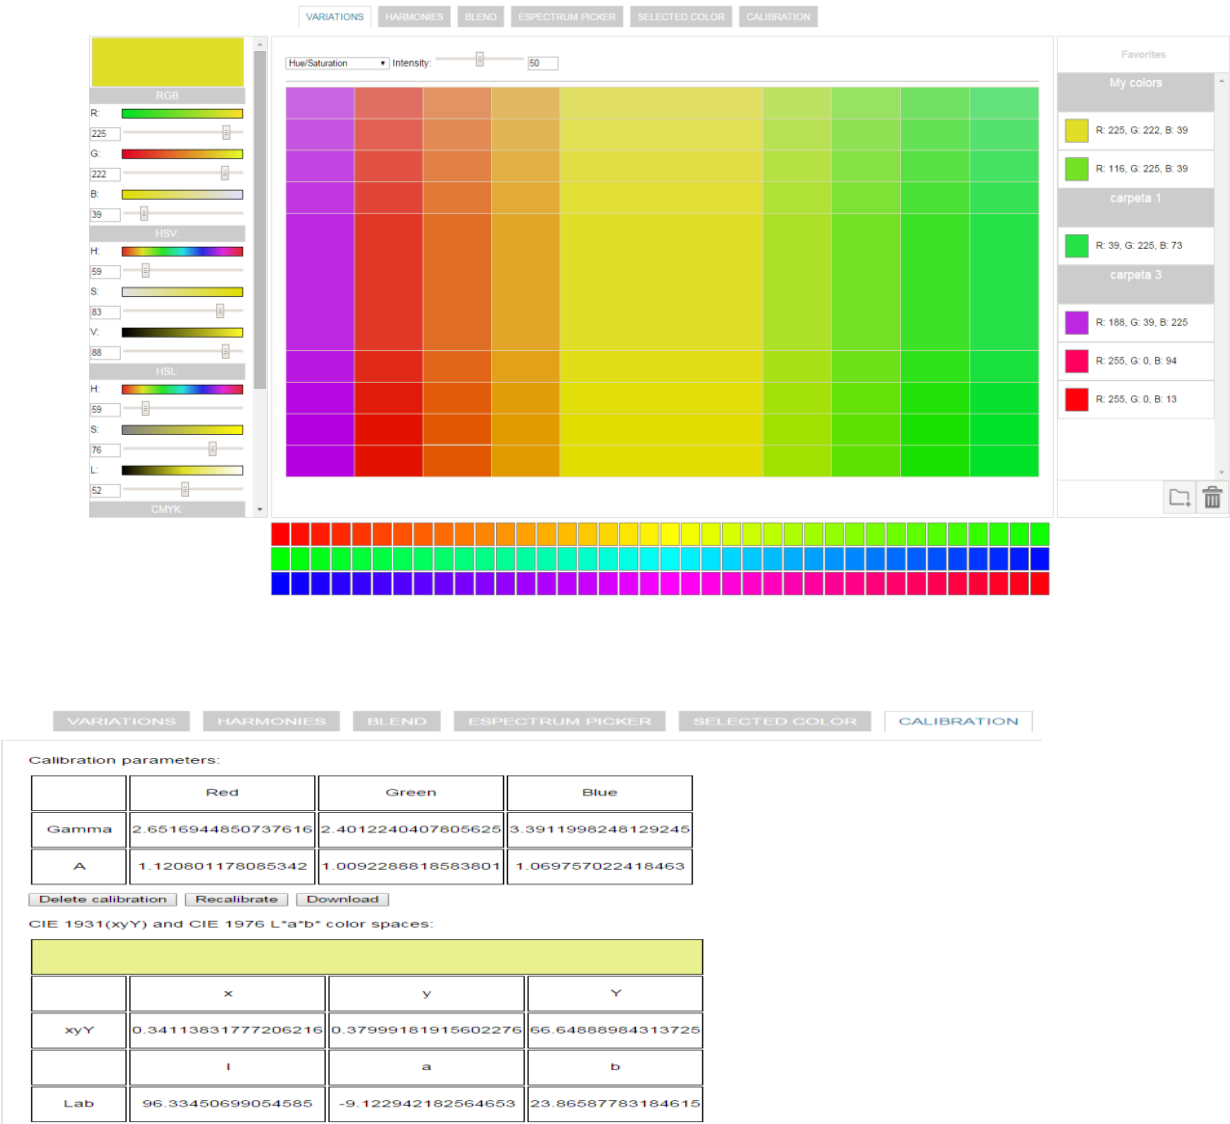 VARIATIONS HARMONIES BLEND ESPECTRUM PICKER SELECTED COLOR CALIBRATION
RGB
R:
225
G:
222
B:
39
HSV:
H:
59
S:
83
V:
88
HSL:
H:
59
S:
76
L:
52
CMYK:
Hue/Saturation Intensity: 50
Favorites
My colors
R: 225, G: 222, B: 39
R: 116, G: 225, B: 39
carpeta 1
R: 39, G: 225, B: 73
carpeta 3
R: 188, G: 39, B: 225
R: 255, G: 0, B: 94
R: 255, G: 0, B: 13
VARIATIONS HARMONIES BLEND ESPECTRUM PICKER SELECTED COLOR CALIBRATION
Calibration parameters:
Red Green Blue
Gamma 2.6516944850737616 2.4012240407805625 3.3911998248129245
A 1.120801178085342 1.0092288818583801 1.069757022418463
Delete calibration Recalibrate Download
CIE 1931(xyY) and CIE 1976 L*a*b* color spaces:
x y Y
xyY 0.34113831777206216 0.37999181915602276 66.64888984313725
l a b
Lab 96.33450699054585 -9.122942182564653 23.86587783184615